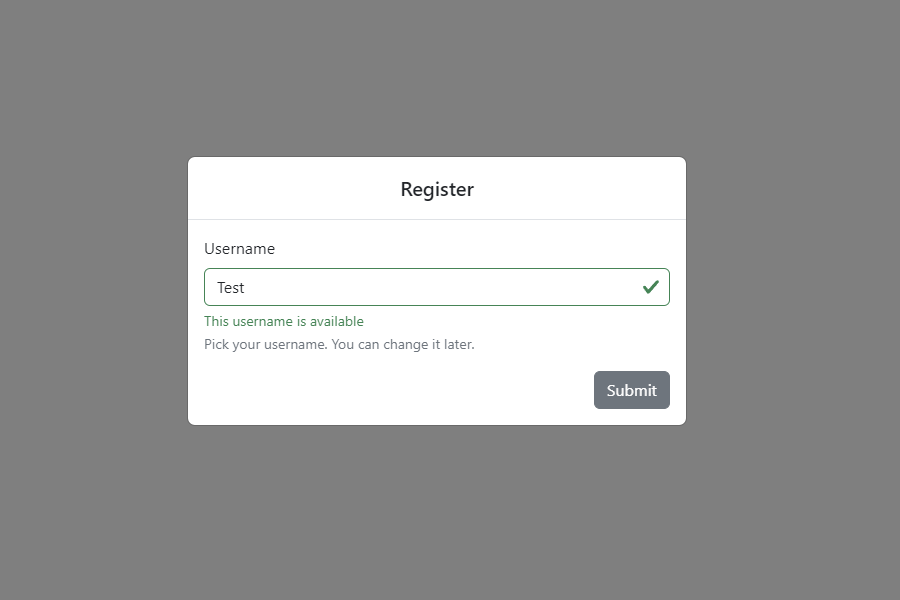 Register
Username
Test
This username is available
Pick your username. You can change it later.
Submit